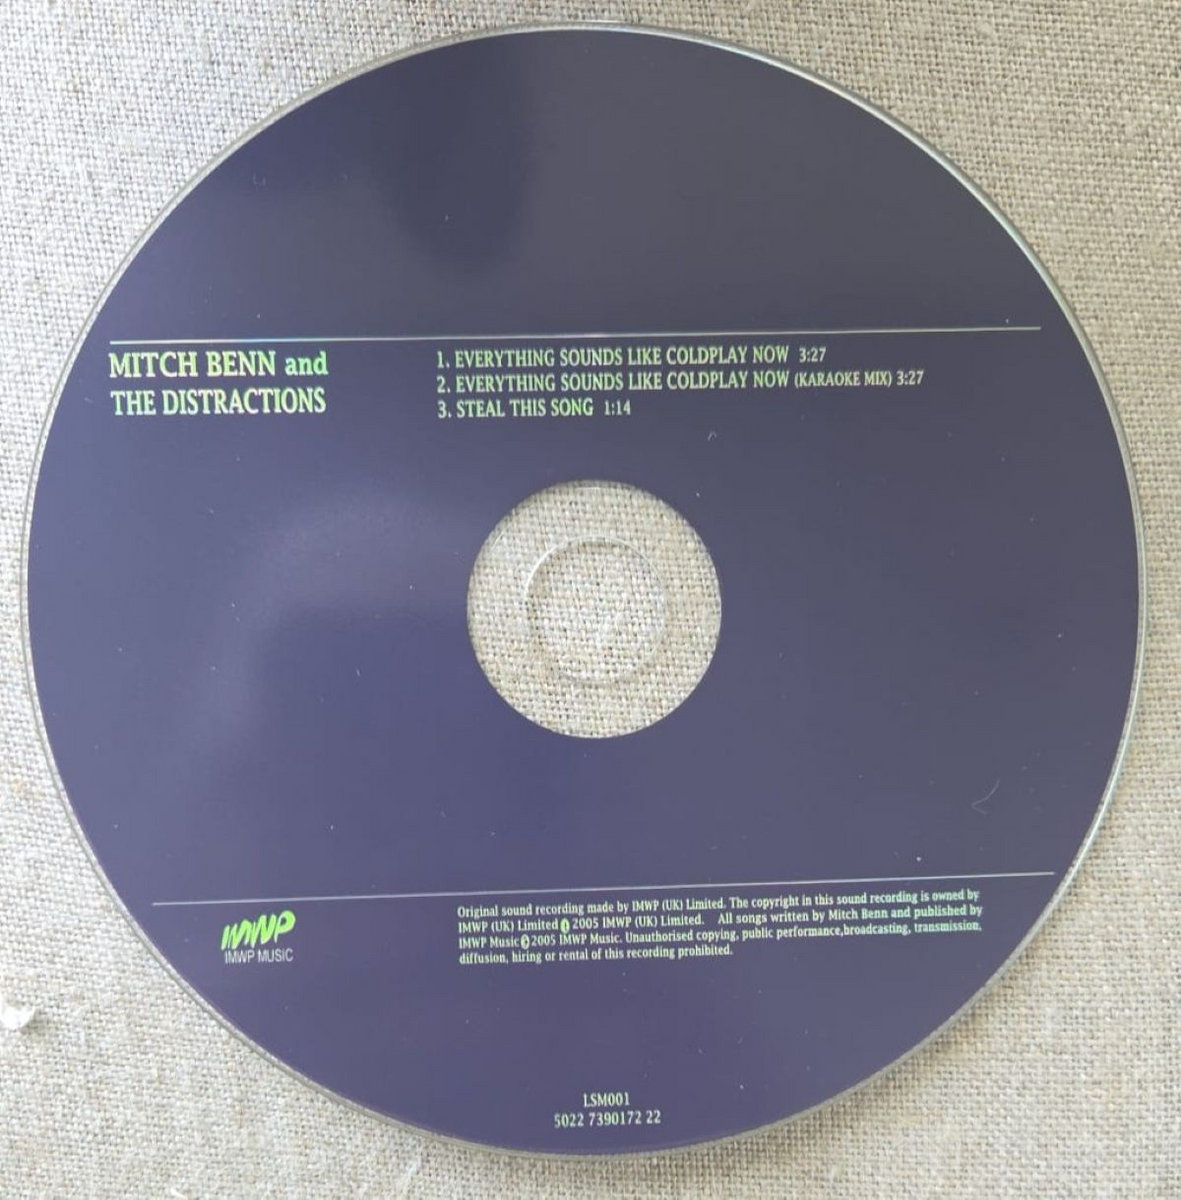 MITCH BENN and
THE DISTRACTIONS
1. EVERYTHING SOUNDS LIKE COLDPLAY NOW 3:27
2. EVERYTHING SOUNDS LIKE COLDPLAY NOW (KARAOKE MIX) 3:27
3. STEAL THIS SONG 1:14
IMWP
IMWP MUSIC
Original sound recording made by IMWP (UK) Limited. The copyright in this sound recording is owned by
IMWP (UK) Limited ℗ 2005 IMWP (UK) Limited. All songs written by Mitch Benn and published by
IMWP Music © 2005 IMWP Music. Unauthorised copying, public performance,broadcasting, transmission,
diffusion, hiring or rental of this recording prohibited.
LSM001
5022 7390172 22